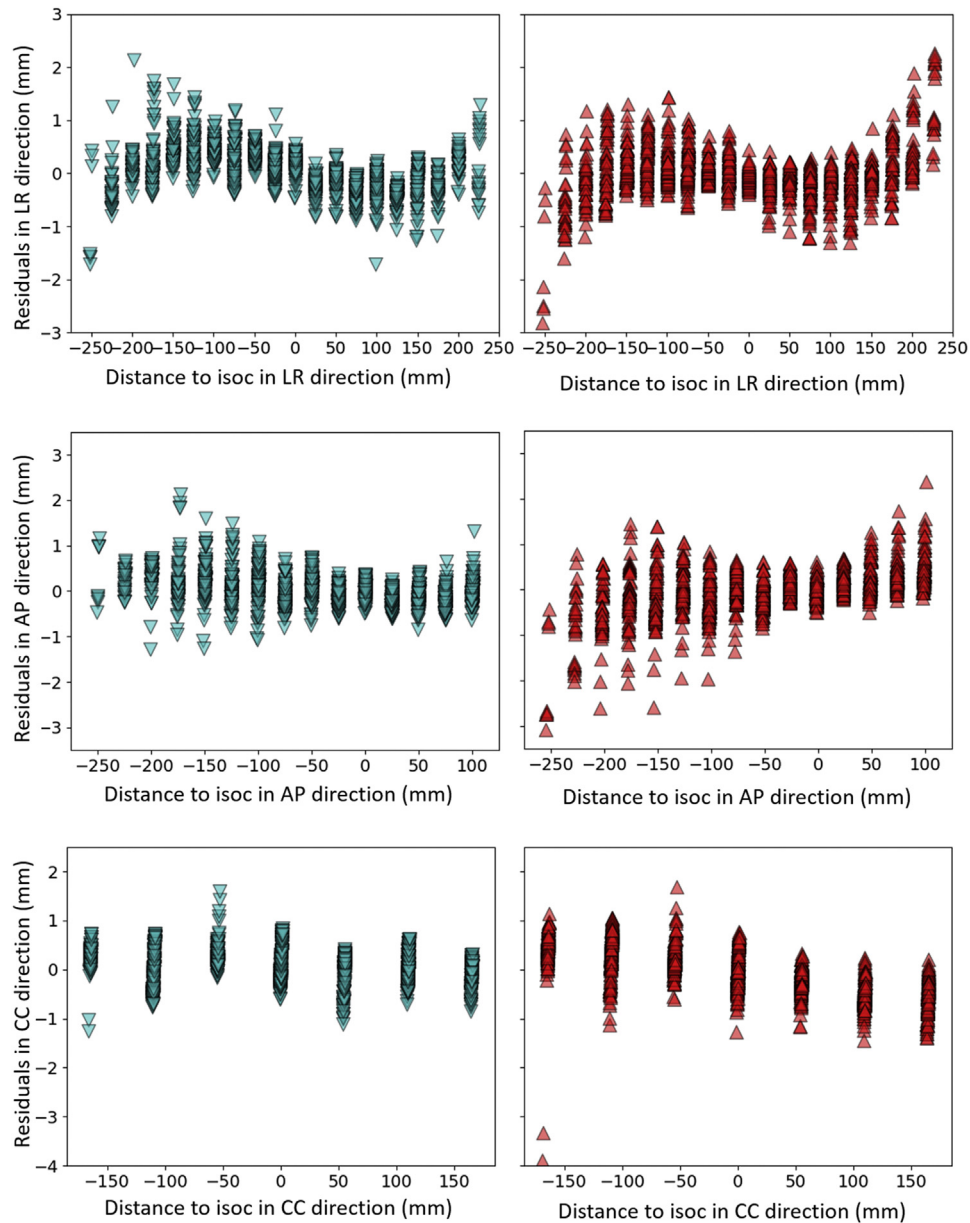 3
2
1
0
−1
−2
−3
Residuals in LR direction (mm)
−250−200−150−100−50 0 50 100 150 200 250
−250−200−150−100−50 0 50 100 150 200 250
Distance to isoc in LR direction (mm)
Distance to isoc in LR direction (mm)
3
2
1
0
−1
−2
−3
Residuals in AP direction (mm)
−250 −200 −150 −100 −50 0 50 100
−250 −200 −150 −100 −50 0 50 100
Distance to isoc in AP direction (mm)
Distance to isoc in AP direction (mm)
2
1
0
−1
−2
−3
−4
Residuals in CC direction (mm)
−150 −100 −50 0 50 100 150
−150 −100 −50 0 50 100 150
Distance to isoc in CC direction (mm)
Distance to isoc in CC direction (mm)